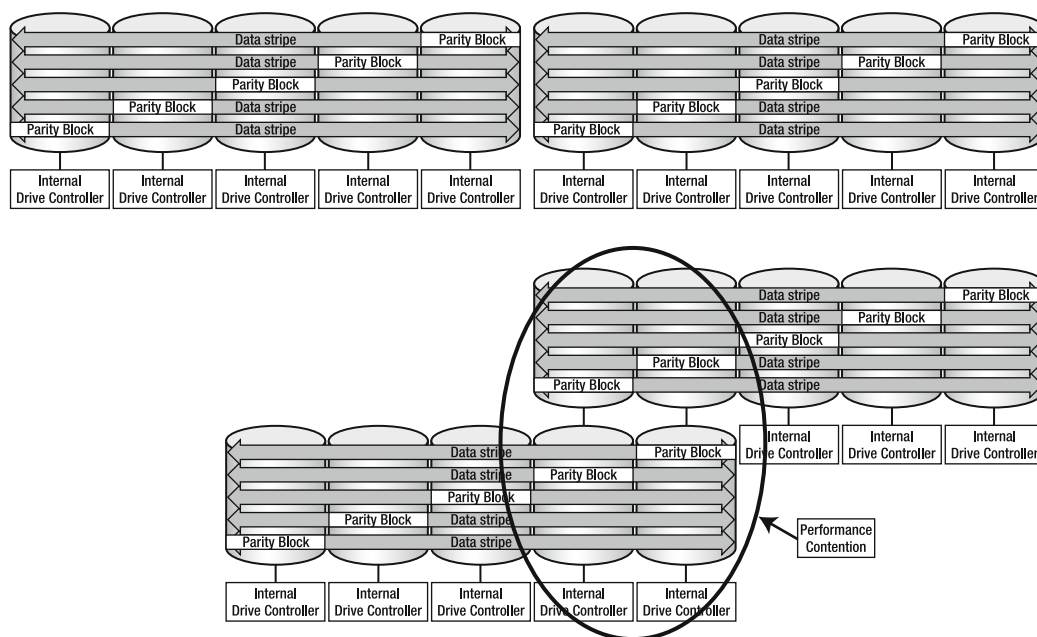 Parity Block
Parity Block
Data stripe
Data stripe
Data stripe
Parity Block
Data stripe
Parity Block
Parity Block
Parity Block
Parity Block
Data stripe
Parity Block
Data stripe
Parity Block
Data stripe
Parity Block
Data stripe
Internal
Drive Controller
Internal
Drive Controller
Internal
Drive Controller
Internal
Drive Controller
Internal
Drive Controller
Internal
Drive Controller
Internal
Drive Controller
Internal
Drive Controller
Internal
Drive Controller
Internal
Drive Controller
Data stripe
Parity Block
Data stripe
Parity Block
Parity Block
Parity Block
Data stripe
Parity Block
Data stripe
Internal
Drive Controller
Internal
Drive Controller
Internal
Drive Controller
Data stripe
Parity Block
Data stripe
Parity Block
Parity Block
Parity Block
Data stripe
Parity Block
Data stripe
Internal
Drive Controller
Internal
Drive Controller
Internal
Drive Controller
Internal
Drive Controller
Internal
Drive Controller
Performance
Contention